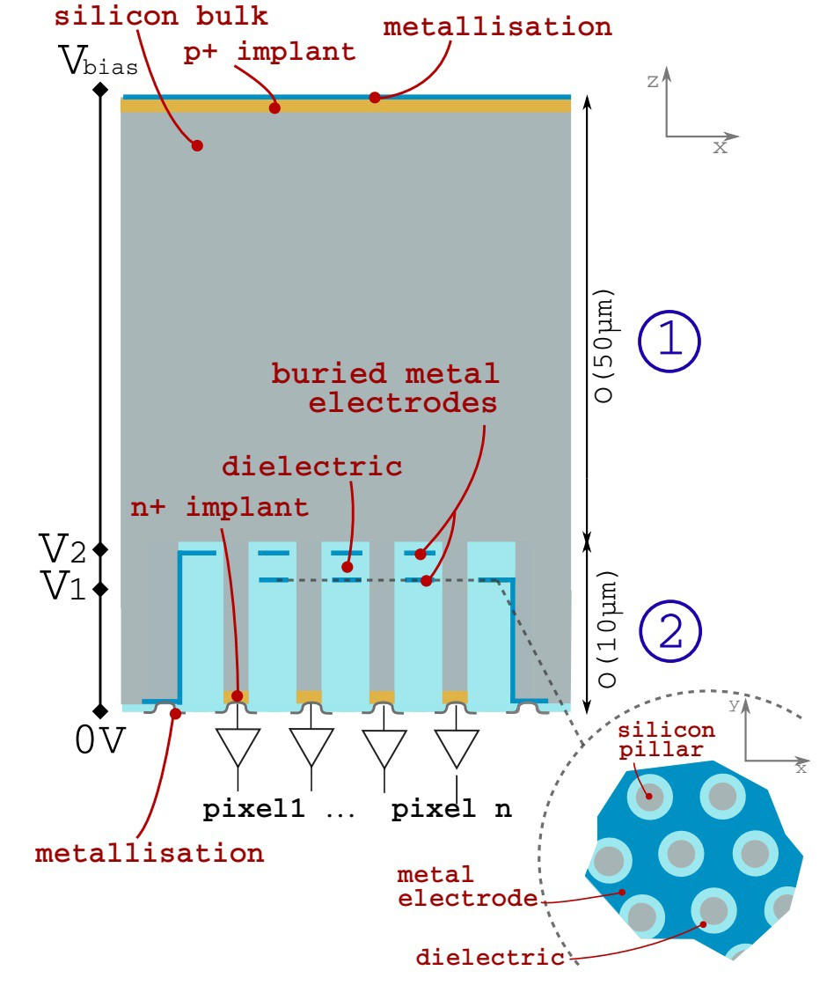 silicon bulk
metallisation
p+ implant
Vbias
z
x
O(50µm)
1
buried metal
electrodes
dielectric
n+ implant
V2
V1
O(10µm)
2
0V
y
x
silicon
pillar
pixel1 ... pixel n
metallisation
metal
electrode
dielectric